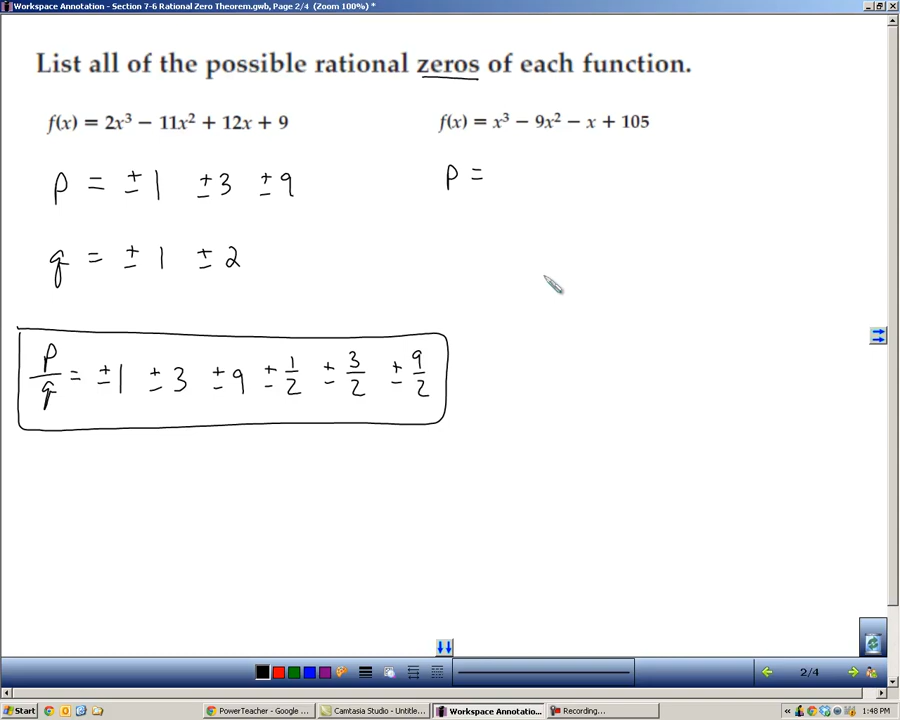 Workspace Annotation - Section 7-6 Rational Zero Theorem.gwb, Page 2/4 (Zoom 100%) *
List all of the possible rational zeros of each function.
f(x) = 2x³ − 11x² + 12x + 9
f(x) = x³ − 9x² − x + 105
p = ±1 ±3 ±9
p =
q = ±1 ±2
p/q = ±1 ±3 ±9 ±1/2 ±3/2 ±9/2
2/4
Start
PowerTeacher - Google ...
Camtasia Studio - Untitle...
Workspace Annotatio...
Recording...
« 1:48 PM